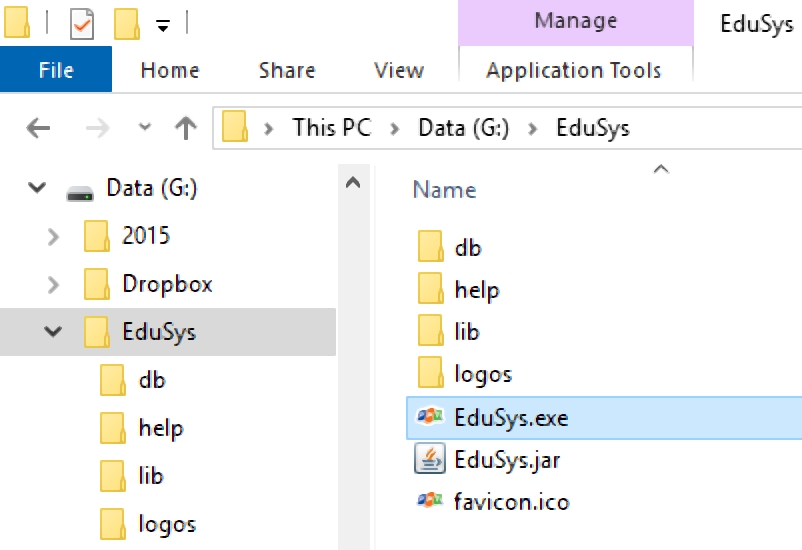 Manage
EduSys
File
Home
Share
View
Application Tools
This PC > Data (G:) > EduSys
Data (G:)
2015
Dropbox
EduSys
db
help
lib
logos
Name
db
help
lib
logos
EduSys.exe
EduSys.jar
favicon.ico